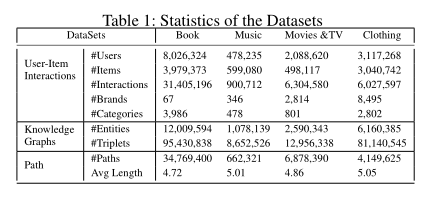 Table 1: Statistics of the Datasets
DataSets Book Music Movies &TV Clothing
User-Item Interactions #Users 8,026,324 478,235 2,088,620 3,117,268
#Items 3,979,373 599,080 498,117 3,040,742
#Interactions 31,405,196 900,712 6,304,580 6,027,597
#Brands 67 346 2,814 8,495
#Categories 3,986 478 801 2,802
Knowledge Graphs #Entities 12,009,594 1,078,139 2,590,343 6,160,385
#Triplets 95,430,838 8,652,526 12,956,338 81,140,545
Path #Paths 34,769,400 662,321 6,878,390 4,149,625
Avg Length 4.72 5.01 4.86 5.05